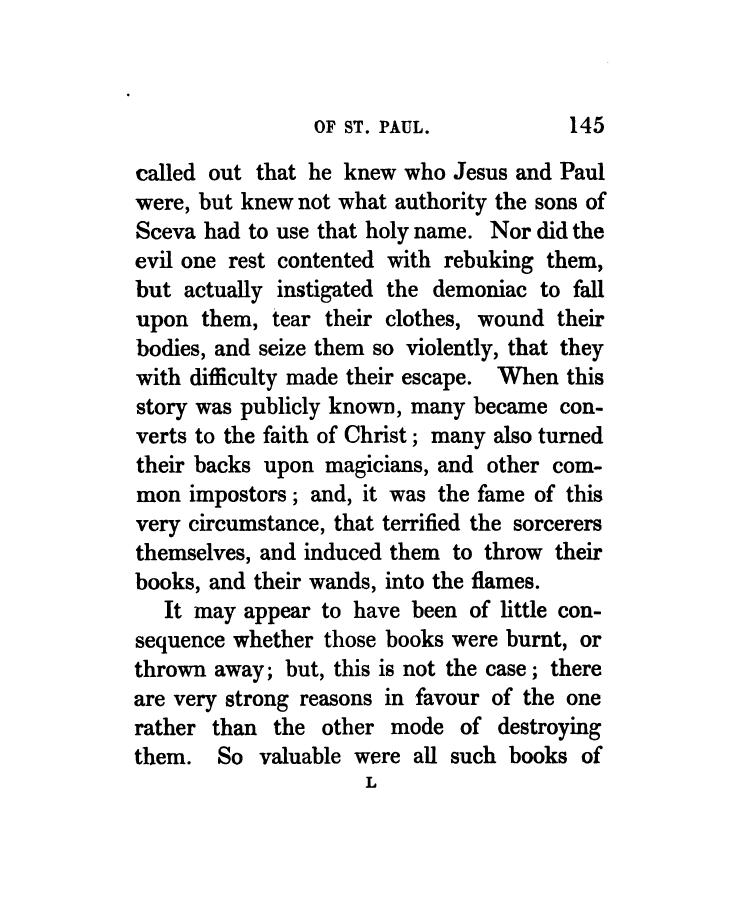 OF ST. PAUL. 145
called out that he knew who Jesus and Paul
were, but knew not what authority the sons of
Sceva had to use that holy name. Nor did the
evil one rest contented with rebuking them,
but actually instigated the demoniac to fall
upon them, tear their clothes, wound their
bodies, and seize them so violently, that they
with difficulty made their escape. When this
story was publicly known, many became con-
verts to the faith of Christ; many also turned
their backs upon magicians, and other com-
mon impostors; and, it was the fame of this
very circumstance, that terrified the sorcerers
themselves, and induced them to throw their
books, and their wands, into the flames.
It may appear to have been of little con-
sequence whether those books were burnt, or
thrown away; but, this is not the case; there
are very strong reasons in favour of the one
rather than the other mode of destroying
them. So valuable were all such books of
L